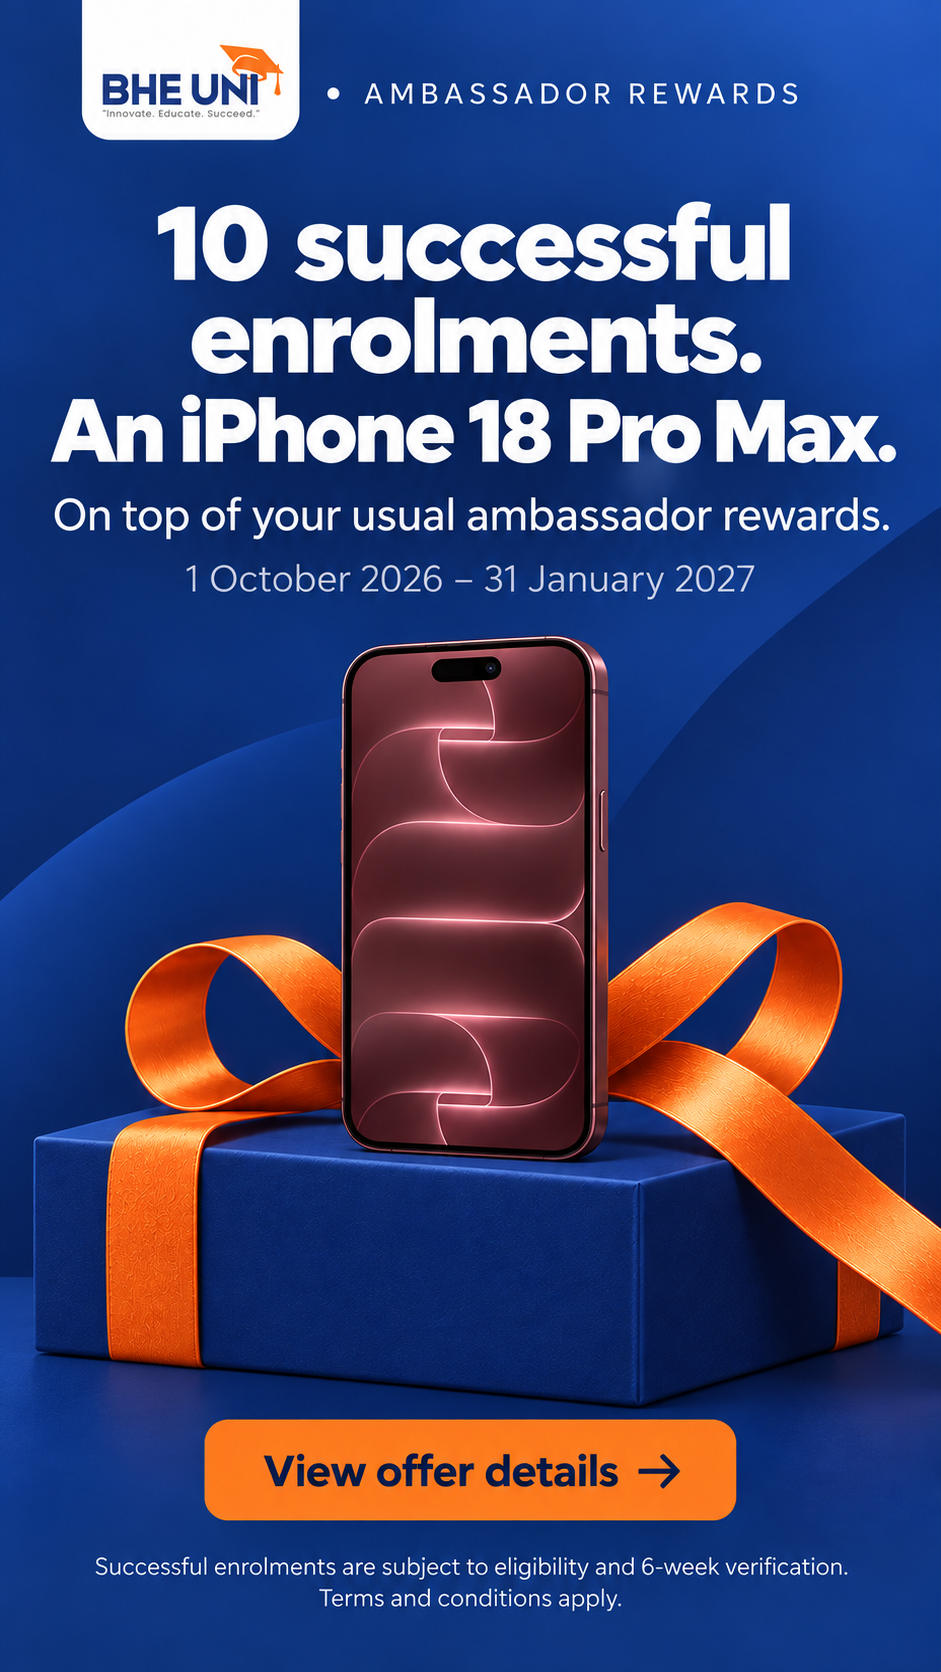 BHE UNI
"Innovate. Educate. Succeed."
• AMBASSADOR REWARDS
10 successful
enrolments.
An iPhone 18 Pro Max.
On top of your usual ambassador rewards.
1 October 2026 – 31 January 2027
View offer details →
Successful enrolments are subject to eligibility and 6-week verification.
Terms and conditions apply.